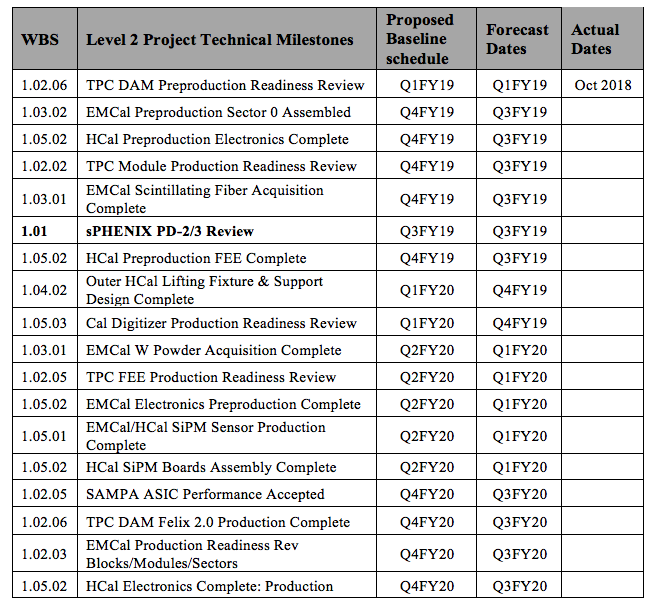 WBS Level 2 Project Technical Milestones Proposed Baseline schedule Forecast Dates Actual Dates
1.02.06 TPC DAM Preproduction Readiness Review Q1FY19 Q1FY19 Oct 2018
1.03.02 EMCal Preproduction Sector 0 Assembled Q4FY19 Q3FY19
1.05.02 HCal Preproduction Electronics Complete Q4FY19 Q3FY19
1.02.02 TPC Module Production Readiness Review Q4FY19 Q3FY19
1.03.01 EMCal Scintillating Fiber Acquisition Complete Q4FY19 Q3FY19
1.01 sPHENIX PD-2/3 Review Q3FY19 Q3FY19
1.05.02 HCal Preproduction FEE Complete Q4FY19 Q3FY19
1.04.02 Outer HCal Lifting Fixture & Support Design Complete Q1FY20 Q4FY19
1.05.03 Cal Digitizer Production Readiness Review Q1FY20 Q4FY19
1.03.01 EMCal W Powder Acquisition Complete Q2FY20 Q1FY20
1.02.05 TPC FEE Production Readiness Review Q2FY20 Q1FY20
1.05.02 EMCal Electronics Preproduction Complete Q2FY20 Q1FY20
1.05.01 EMCal/HCal SiPM Sensor Production Complete Q2FY20 Q1FY20
1.05.02 HCal SiPM Boards Assembly Complete Q2FY20 Q1FY20
1.02.05 SAMPA ASIC Performance Accepted Q4FY20 Q3FY20
1.02.06 TPC DAM Felix 2.0 Production Complete Q4FY20 Q3FY20
1.02.03 EMCal Production Readiness Rev Blocks/Modules/Sectors Q4FY20 Q3FY20
1.05.02 HCal Electronics Complete: Production Q4FY20 Q3FY20